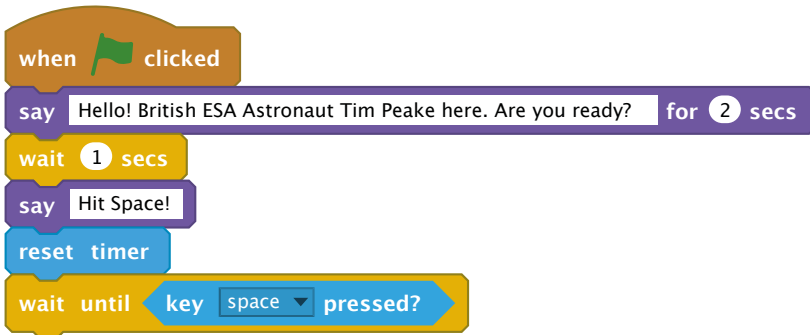 when clicked
say Hello! British ESA Astronaut Tim Peake here. Are you ready? for 2 secs
wait 1 secs
say Hit Space!
reset timer
wait until key space pressed?